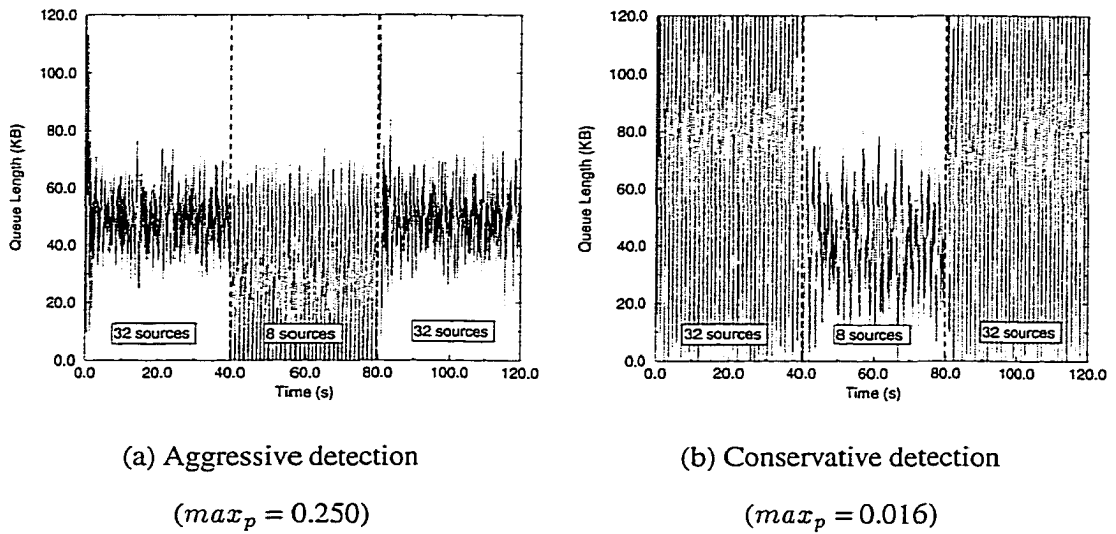 120.0
100.0
80.0
60.0
40.0
20.0
0.0
Queue Length (KB)
32 sources
8 sources
32 sources
0.0 20.0 40.0 60.0 80.0 100.0 120.0
Time (s)
(a) Aggressive detection
(max_p = 0.250)
120.0
100.0
80.0
60.0
40.0
20.0
0.0
Queue Length (KB)
32 sources
8 sources
32 sources
0.0 20.0 40.0 60.0 80.0 100.0 120.0
Time (s)
(b) Conservative detection
(max_p = 0.016)